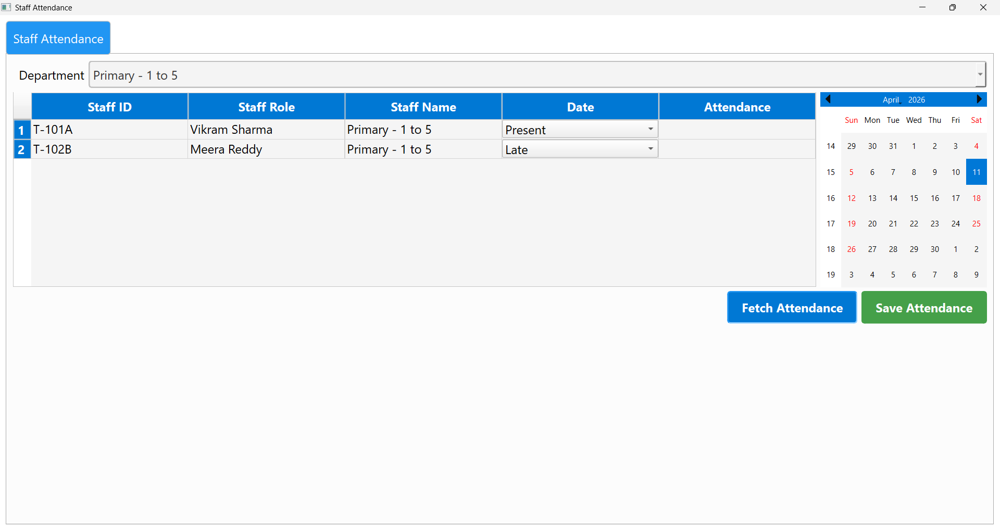 Staff Attendance
Staff Attendance
Department Primary - 1 to 5
Staff ID Staff Role Staff Name Date Attendance
1 T-101A Vikram Sharma Primary - 1 to 5 Present
2 T-102B Meera Reddy Primary - 1 to 5 Late
April 2026
Sun Mon Tue Wed Thu Fri Sat
14 29 30 31 1 2 3 4
15 5 6 7 8 9 10 11
16 12 13 14 15 16 17 18
17 19 20 21 22 23 24 25
18 26 27 28 29 30 1 2
19 3 4 5 6 7 8 9
Fetch Attendance Save Attendance